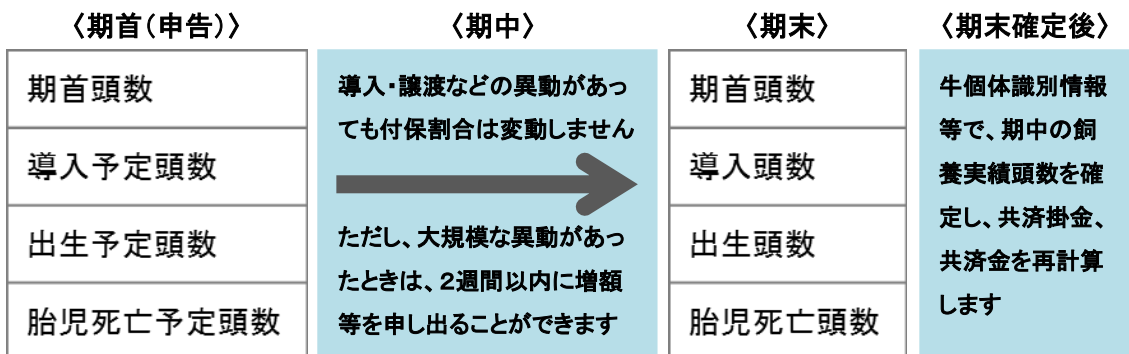 〈期首(申告)〉
期首頭数
導入予定頭数
出生予定頭数
胎児死亡予定頭数
〈期中〉
導入・譲渡などの異動があっ
ても付保割合は変動しません
ただし、大規模な異動があっ
たときは、2週間以内に増額
等を申し出ることができます
〈期末〉
期首頭数
導入頭数
出生頭数
胎児死亡頭数
〈期末確定後〉
牛個体識別情報
等で、期中の飼
養実績頭数を確
定し、共済掛金、
共済金を再計算
します